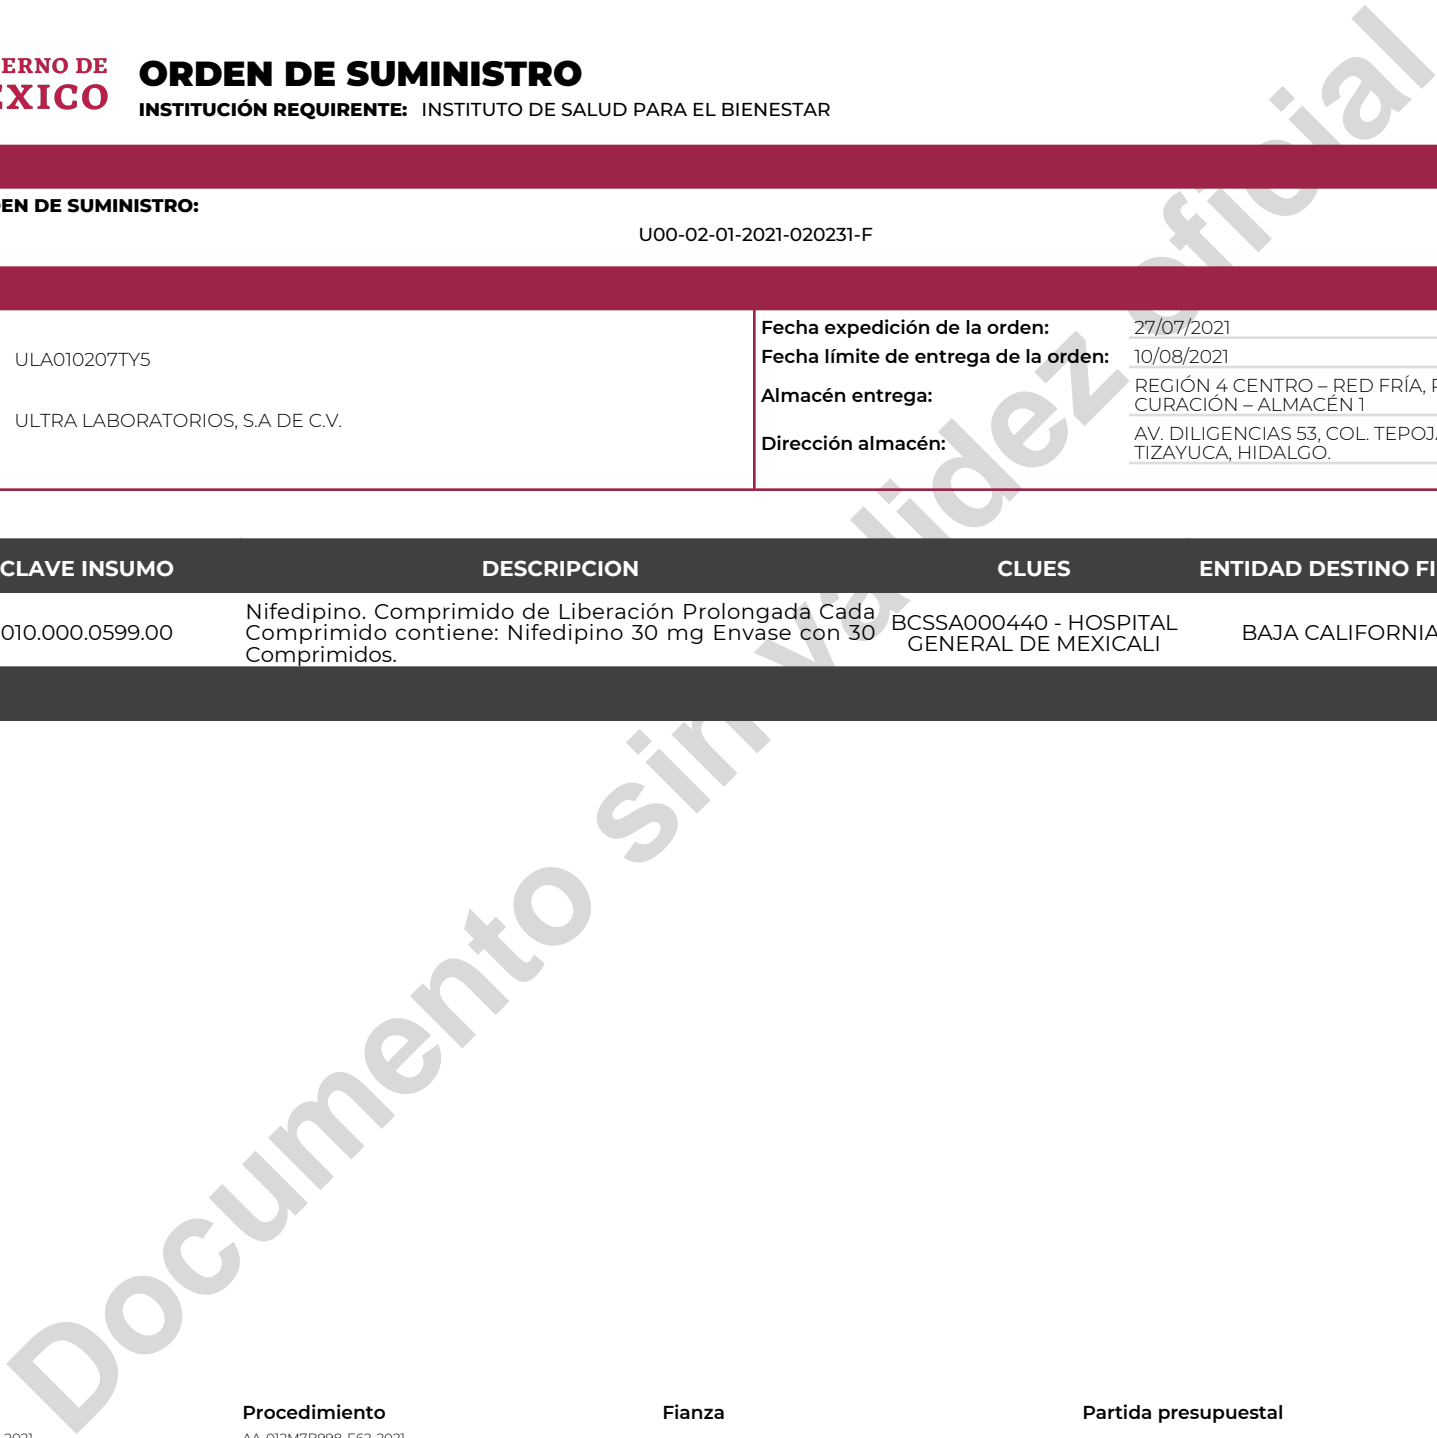 ERNO DE
ÉXICO
ORDEN DE SUMINISTRO
INSTITUCIÓN REQUIRENTE: INSTITUTO DE SALUD PARA EL BIENESTAR
EN DE SUMINISTRO:
U00-02-01-2021-020231-F
ULA010207TY5
ULTRA LABORATORIOS, S.A DE C.V.
Fecha expedición de la orden: 27/07/2021
Fecha límite de entrega de la orden: 10/08/2021
Almacén entrega: REGIÓN 4 CENTRO – RED FRÍA,
CURACIÓN – ALMACÉN 1
Dirección almacén: AV. DILIGENCIAS 53, COL. TEPOJA
TIZAYUCA, HIDALGO.
CLAVE INSUMO DESCRIPCION CLUES ENTIDAD DESTINO FI
010.000.0599.00
Nifedipino. Comprimido de Liberación Prolongada Cada
Comprimido contiene: Nifedipino 30 mg Envase con 30
Comprimidos.
BCSSA000440 - HOSPITAL
GENERAL DE MEXICALI
BAJA CALIFORNIA
Documento sin validez oficial
Procedimiento Fianza Partida presupuestal